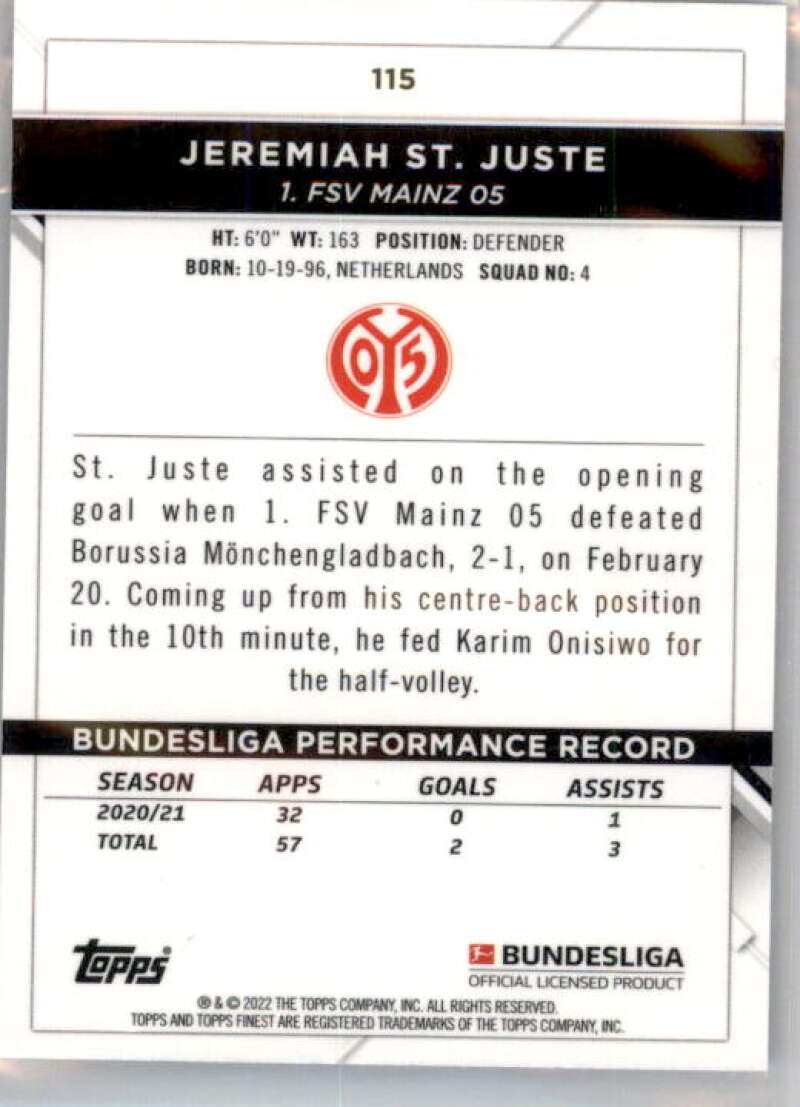 115
JEREMIAH ST. JUSTE
1. FSV MAINZ 05
HT: 6'0" WT: 163 POSITION: DEFENDER
BORN: 10-19-96, NETHERLANDS SQUAD NO: 4
05
St. Juste assisted on the opening
goal when 1. FSV Mainz 05 defeated
Borussia Mönchengladbach, 2-1, on February
20. Coming up from his centre-back position
in the 10th minute, he fed Karim Onisiwo for
the half-volley.
BUNDESLIGA PERFORMANCE RECORD
SEASON APPS GOALS ASSISTS
2020/21 32 0 1
TOTAL 57 2 3
Topps® BUNDESLIGA
OFFICIAL LICENSED PRODUCT
® & © 2022 THE TOPPS COMPANY, INC. ALL RIGHTS RESERVED.
TOPPS AND TOPPS FINEST ARE REGISTERED TRADEMARKS OF THE TOPPS COMPANY, INC.